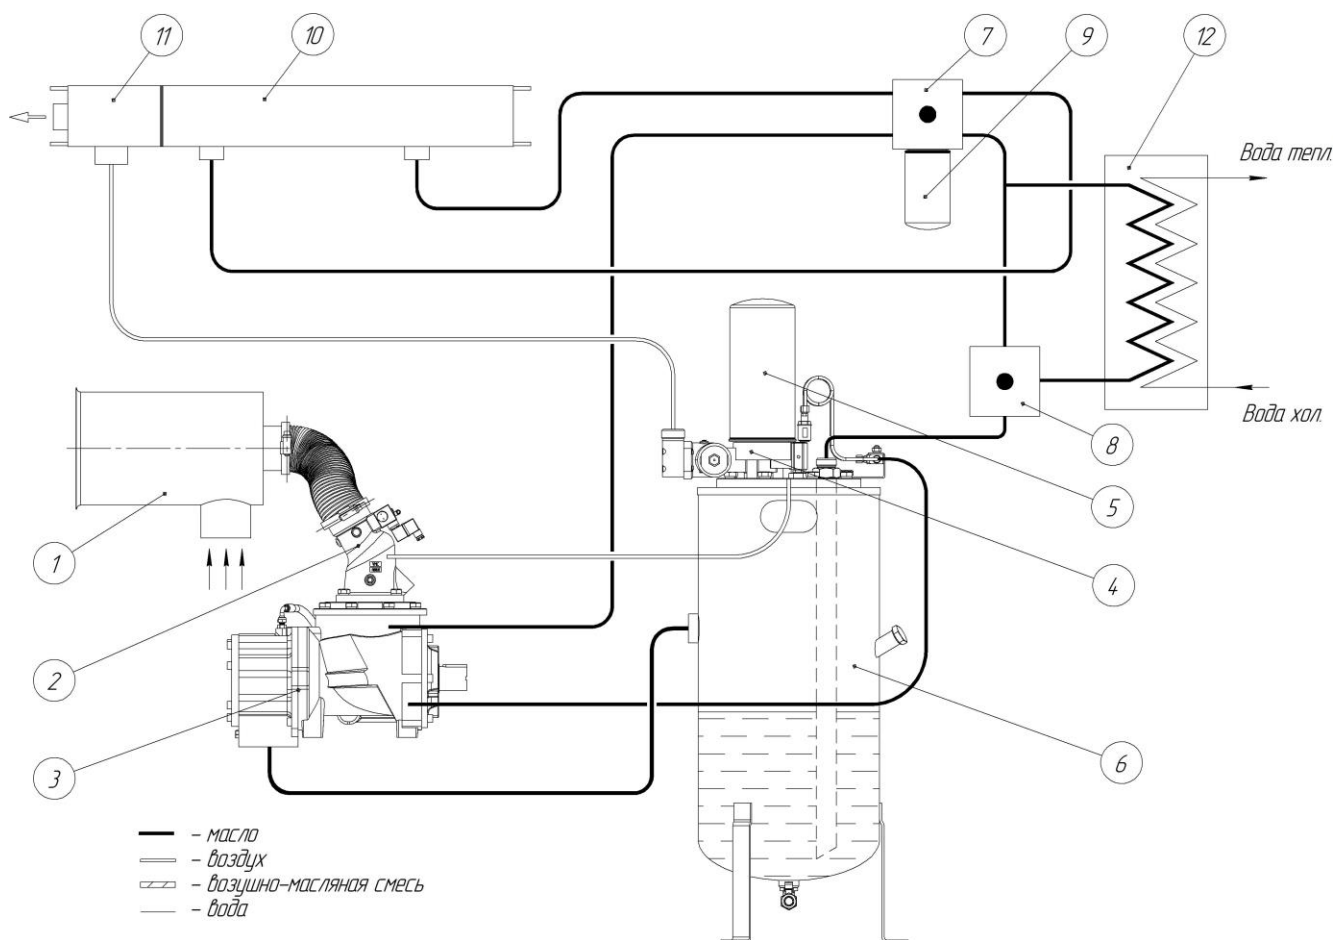 11
10
7
9
12
Вода тепл.
Вода хол.
8
5
1
4
2
6
3
– масло
– воздух
– возушно-масляная смесь
– вода